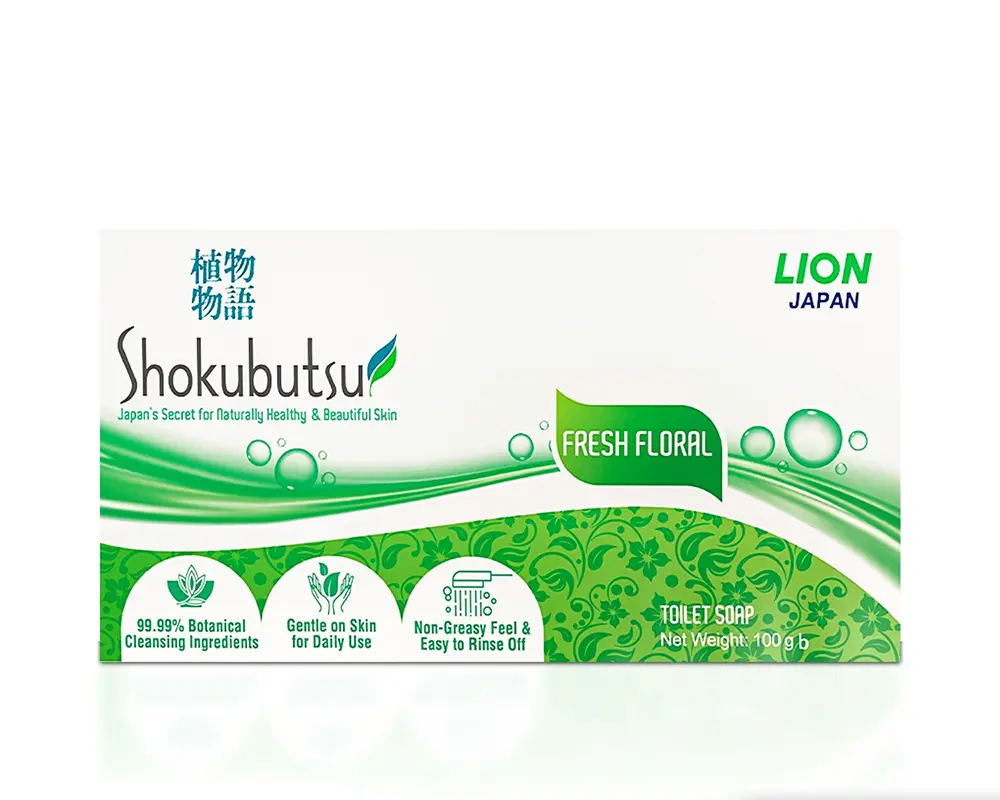 植物
物語
Shokubutsu
Japan's Secret for Naturally Healthy & Beautiful Skin
LION
JAPAN
FRESH FLORAL
99.99% Botanical
Cleansing Ingredients
Gentle on Skin
for Daily Use
Non-Greasy Feel &
Easy to Rinse Off
TOILET SOAP
Net Weight: 100 g b